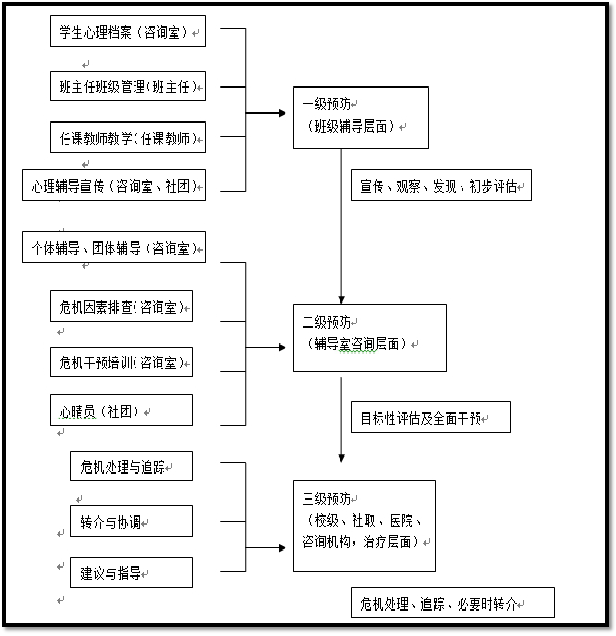 学生心理档案（咨询室）
班主任班级管理（班主任）
任课教师教学（任课教师）
心理辅导宣传（咨询室、社团）
一级预防
（班级辅导层面）
宣传、观察、发现、初步评估
个体辅导、团体辅导（咨询室）
危机因素排查（咨询室）
危机干预培训（咨询室）
心晴员（社团）
二级预防
（辅导室咨询层面）
目标性评估及全面干预
危机处理与追踪
转介与协调
建议与指导
三级预防
（校级、社取、医院、
咨询机构，治疗层面）
危机处理、追踪、必要时转介